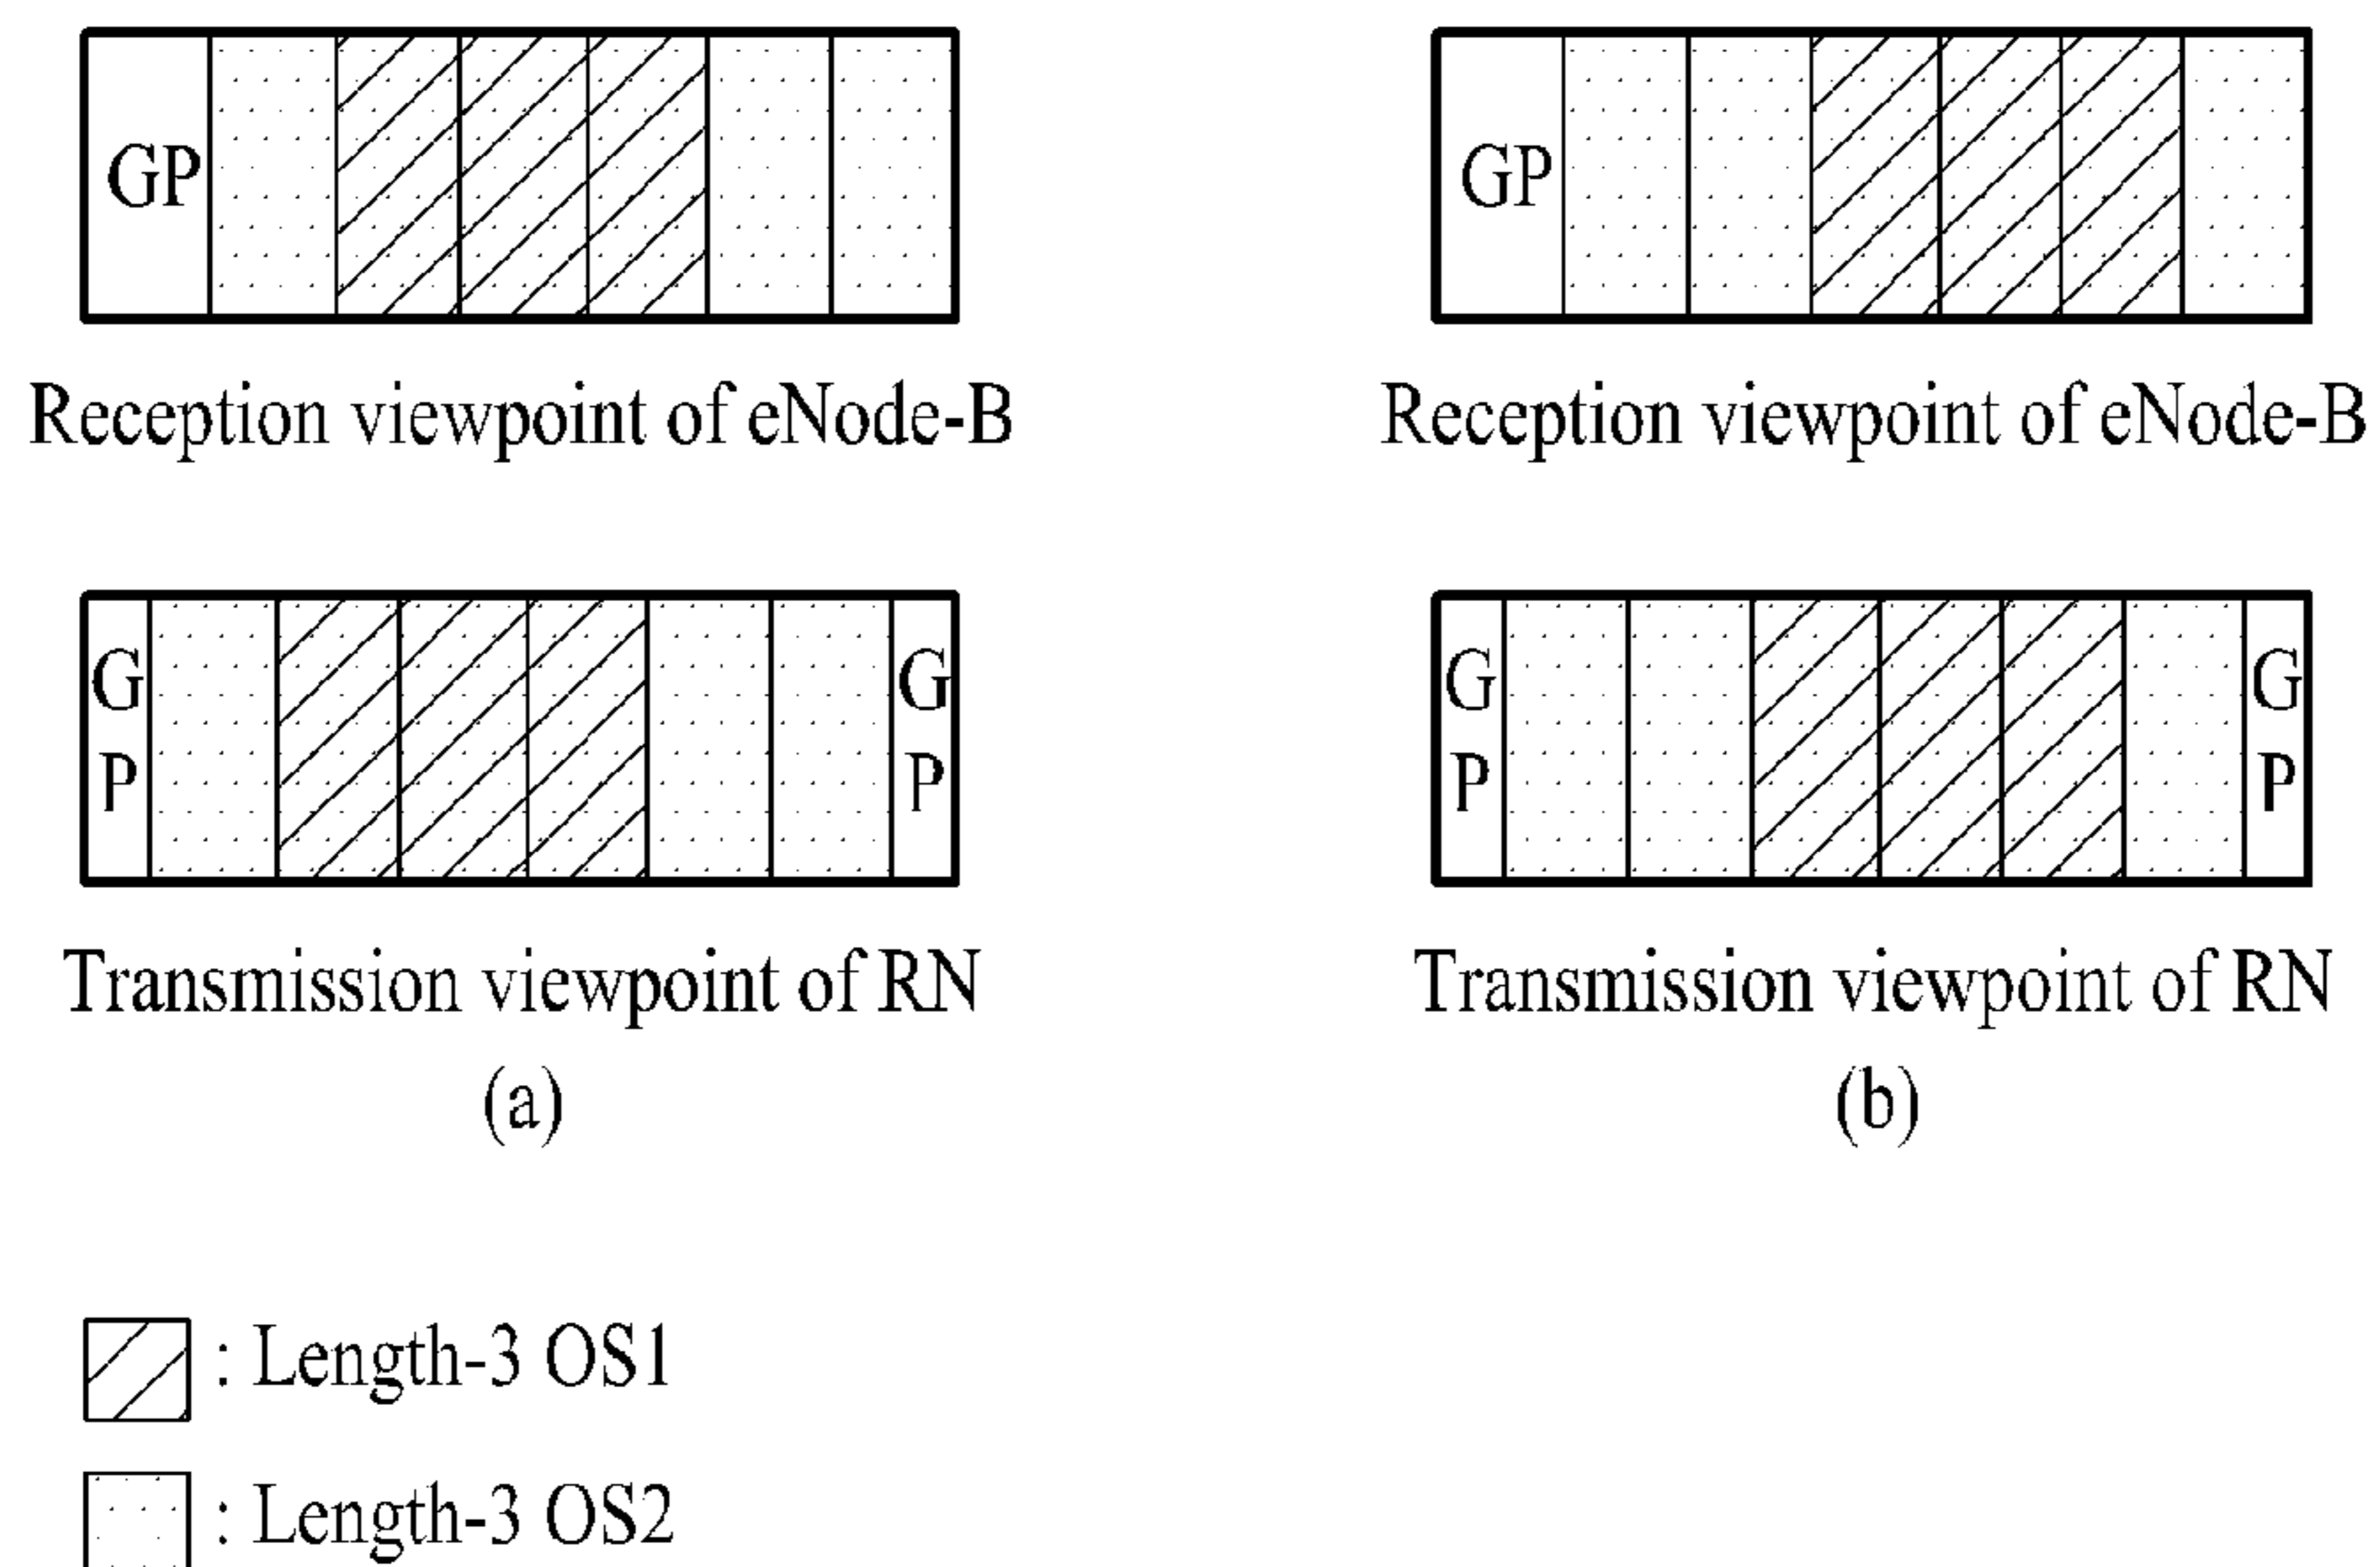 GP
GP
Reception viewpoint of eNode-B
Reception viewpoint of eNode-B
G
P
G
P
G
P
G
P
Transmission viewpoint of RN
Transmission viewpoint of RN
(a)
(b)
: Length-3 OS1
: Length-3 OS2